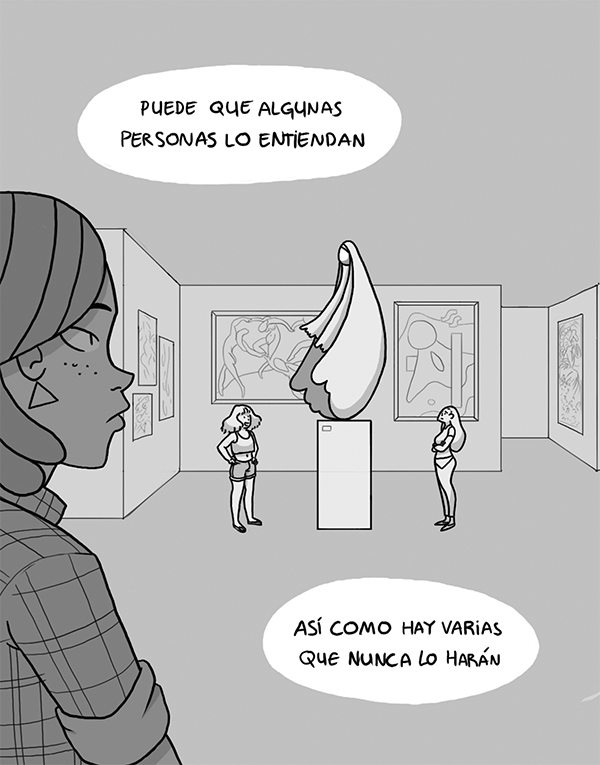 PUEDE QUE ALGUNAS
PERSONAS LO ENTIENDAN
ASÍ COMO HAY VARIAS
QUE NUNCA LO HARÁN